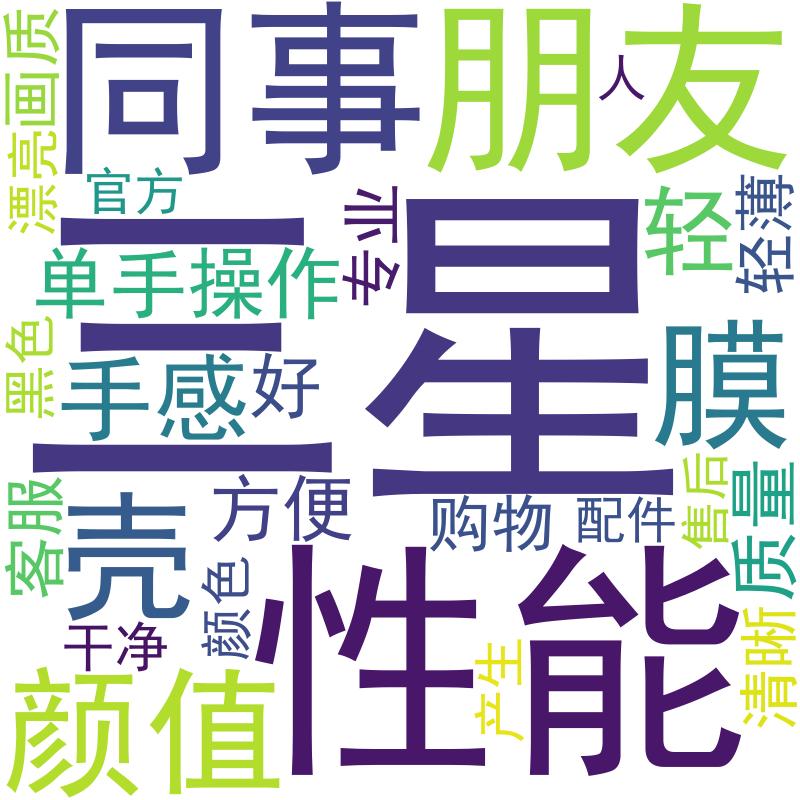 同事
朋友
人
漂亮
画质
官方
三星
专业
轻
轻薄
单手操作
黑色
手感
好
膜
客服
壳
方便
购物
配件
售后
质量
颜色
干净
性能
产生
清晰
颜值